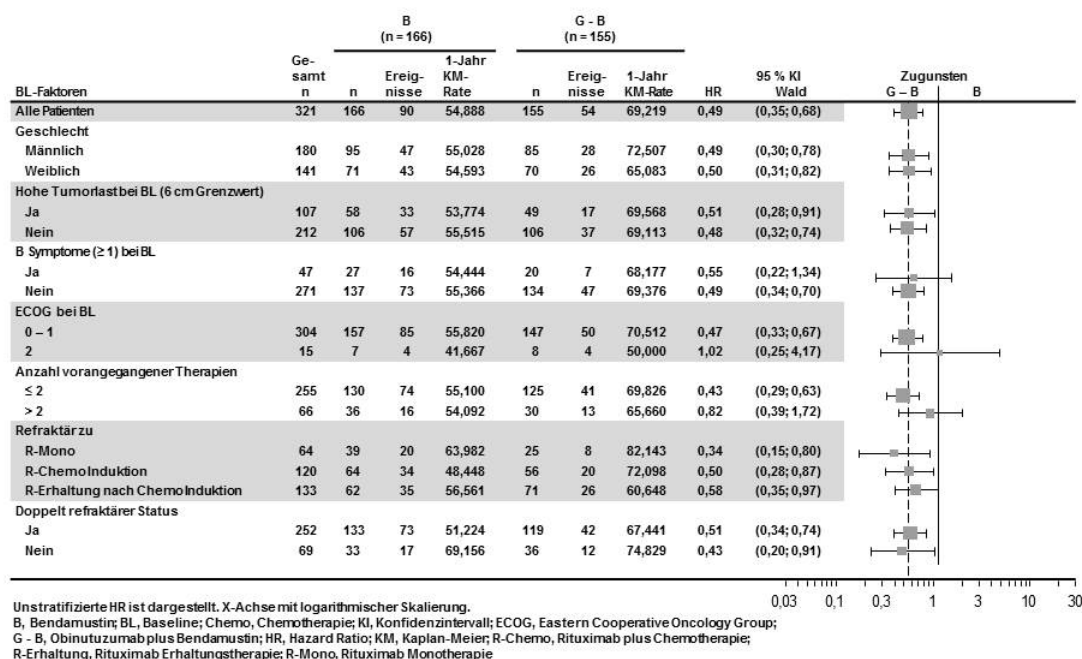 B G - B
(n = 166) (n = 155)
BL-Faktoren Ge-samt n n Ereig-nisse 1-Jahr KM-Rate n Ereig-nisse 1-Jahr KM-Rate HR 95 % KI Wald Zugunsten G – B B
Alle Patienten 321 166 90 54,888 155 54 69,219 0,49 (0,35; 0,68)
Geschlecht
Männlich 180 95 47 55,028 85 28 72,507 0,49 (0,30; 0,78)
Weiblich 141 71 43 54,593 70 26 65,083 0,50 (0,31; 0,82)
Hohe Tumorlast bei BL (6 cm Grenzwert)
Ja 107 58 33 53,774 49 17 69,568 0,51 (0,28; 0,91)
Nein 212 106 57 55,515 106 37 69,113 0,48 (0,32; 0,74)
B Symptome (≥ 1) bei BL
Ja 47 27 16 54,444 20 7 68,177 0,55 (0,22; 1,34)
Nein 271 137 73 55,366 134 47 69,376 0,49 (0,34; 0,70)
ECOG bei BL
0 – 1 304 157 85 55,820 147 50 70,512 0,47 (0,33; 0,67)
2 15 7 4 41,667 8 4 50,000 1,02 (0,25; 4,17)
Anzahl vorangegangener Therapien
≤ 2 255 130 74 55,100 125 41 69,826 0,43 (0,29; 0,63)
> 2 66 36 16 54,092 30 13 65,660 0,82 (0,39; 1,72)
Refraktär zu
R-Mono 64 39 20 63,982 25 8 82,143 0,34 (0,15; 0,80)
R-Chemo Induktion 120 64 34 48,448 56 20 72,098 0,50 (0,28; 0,87)
R-Erhaltung nach Chemo Induktion 133 62 35 56,561 71 26 60,648 0,58 (0,35; 0,97)
Doppelt refraktärer Status
Ja 252 133 73 51,224 119 42 67,441 0,51 (0,34; 0,74)
Nein 69 33 17 69,156 36 12 74,829 0,43 (0,20; 0,91)
0,03 0,1 0,3 1 3 10 30
Unstratifizierte HR ist dargestellt. X-Achse mit logarithmischer Skalierung.
B, Bendamustin; BL, Baseline; Chemo, Chemotherapie; KI, Konfidenzintervall; ECOG, Eastern Cooperative Oncology Group;
G - B, Obinutuzumab plus Bendamustin; HR, Hazard Ratio; KM, Kaplan-Meier; R-Chemo, Rituximab plus Chemotherapie;
R-Erhaltung, Rituximab Erhaltungstherapie; R-Mono, Rituximab Monotherapie